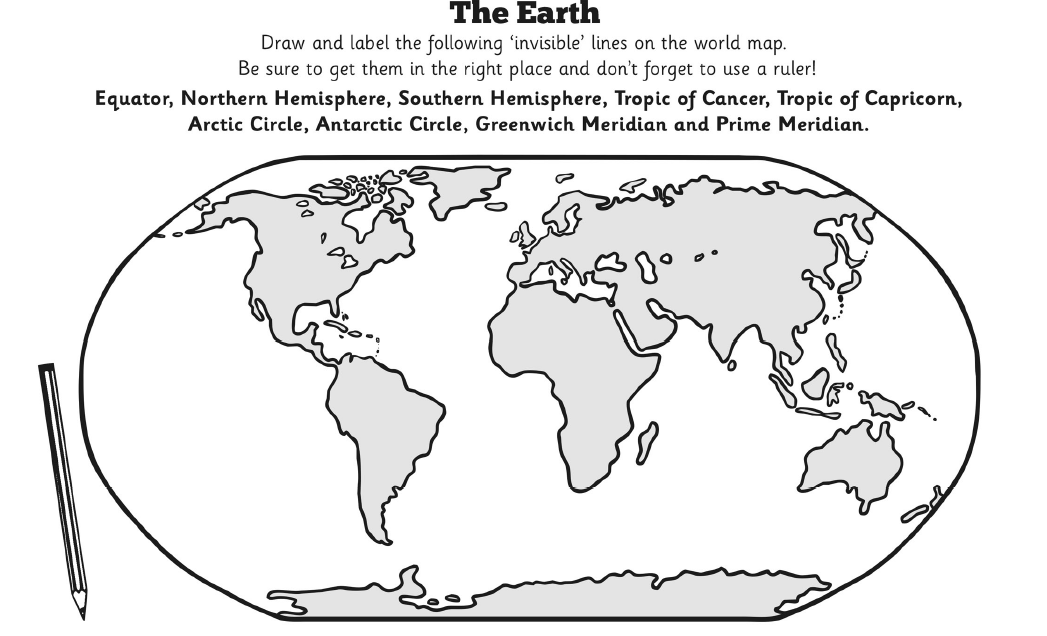 The Earth
Draw and label the following ‘invisible’ lines on the world map.
Be sure to get them in the right place and don't forget to use a ruler!
Equator, Northern Hemisphere, Southern Hemisphere, Tropic of Cancer, Tropic of Capricorn,
Arctic Circle, Antarctic Circle, Greenwich Meridian and Prime Meridian.